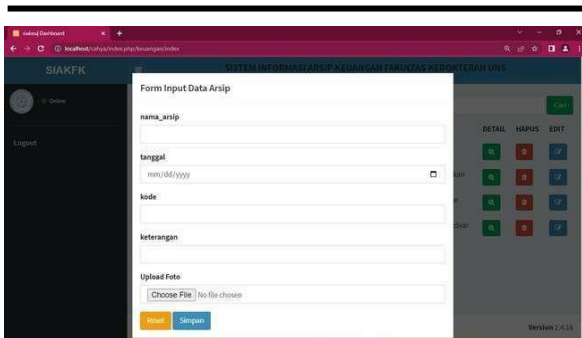 siakeu| Dashboard
localhost/cahya/index.php/keuangan/index
SIAKFK
SISTEM INFORMASI ARSIP KEUANGAN FAKULTAS KEDOKTERAN UNS
Online
Form Input Data Arsip
Cari
nama_arsip
DETAIL HAPUS EDIT
Logout
tanggal
mm/dd/yyyy
kode
keterangan
Upload Foto
Choose File No file chosen
Reset Simpan
Version 2.4.18